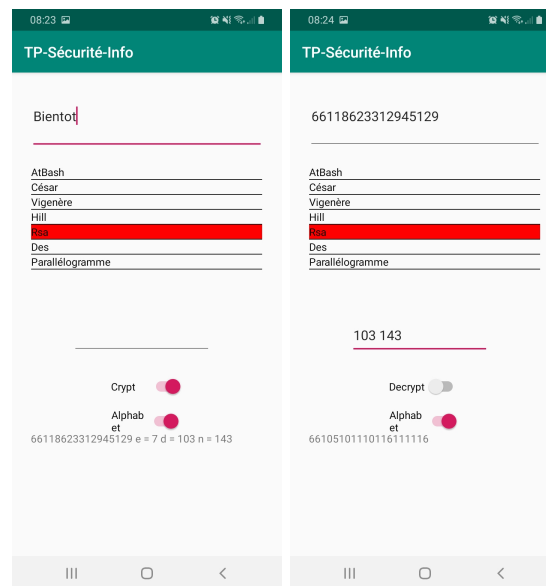 08:23
TP-Sécurité-Info
Bientot
AtBash
César
Vigenère
Hill
Rsa
Des
Parallélogramme
Crypt
Alphab
et
66118623312945129 e = 7 d = 103 n = 143
08:24
TP-Sécurité-Info
66118623312945129
AtBash
César
Vigenère
Hill
Rsa
Des
Parallélogramme
103 143
Decrypt
Alphab
et
66105101110116111116